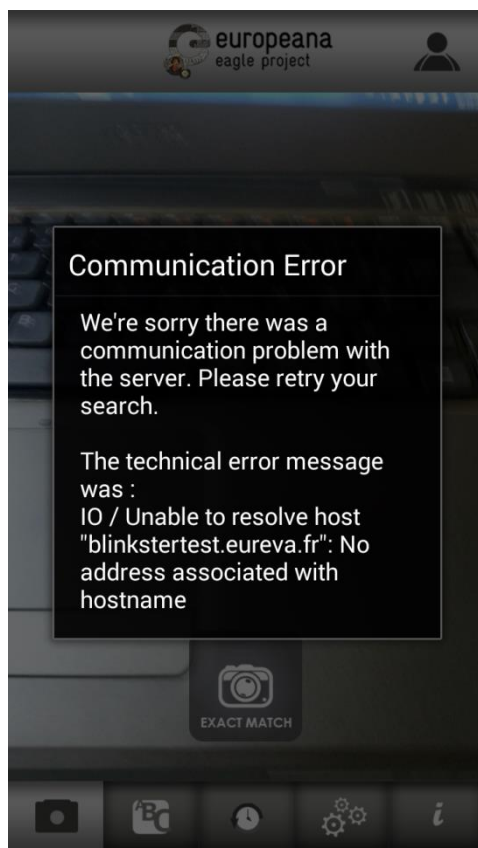 europeana
eagle project
Communication Error
We're sorry there was a
communication problem with
the server. Please retry your
search.
The technical error message
was :
IO / Unable to resolve host
"blinkstertest.eureva.fr": No
address associated with
hostname
EXACT MATCH
ABC
i